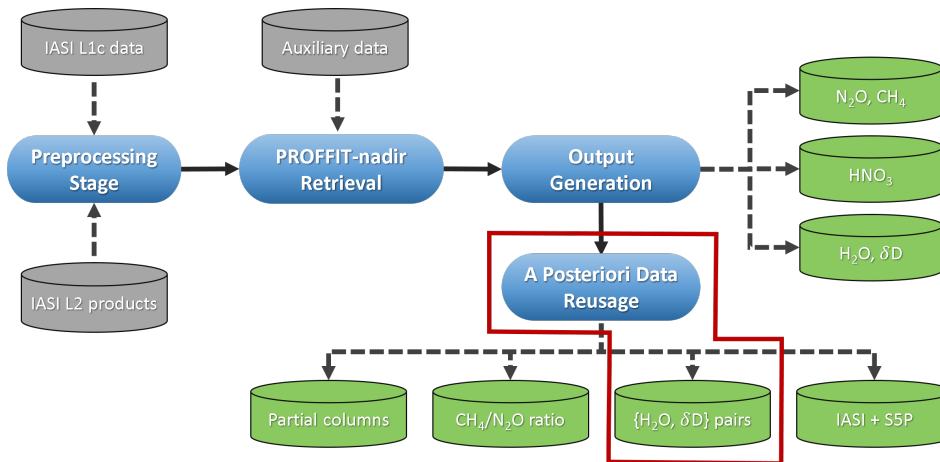 IASI L1c data
Auxiliary data
N₂O, CH₄
Preprocessing
Stage
PROFFIT-nadir
Retrieval
Output
Generation
HNO₃
H₂O, δD
IASI L2 products
A Posteriori Data
Reusage
Partial columns
CH₄/N₂O ratio
{H₂O, δD} pairs
IASI + S5P